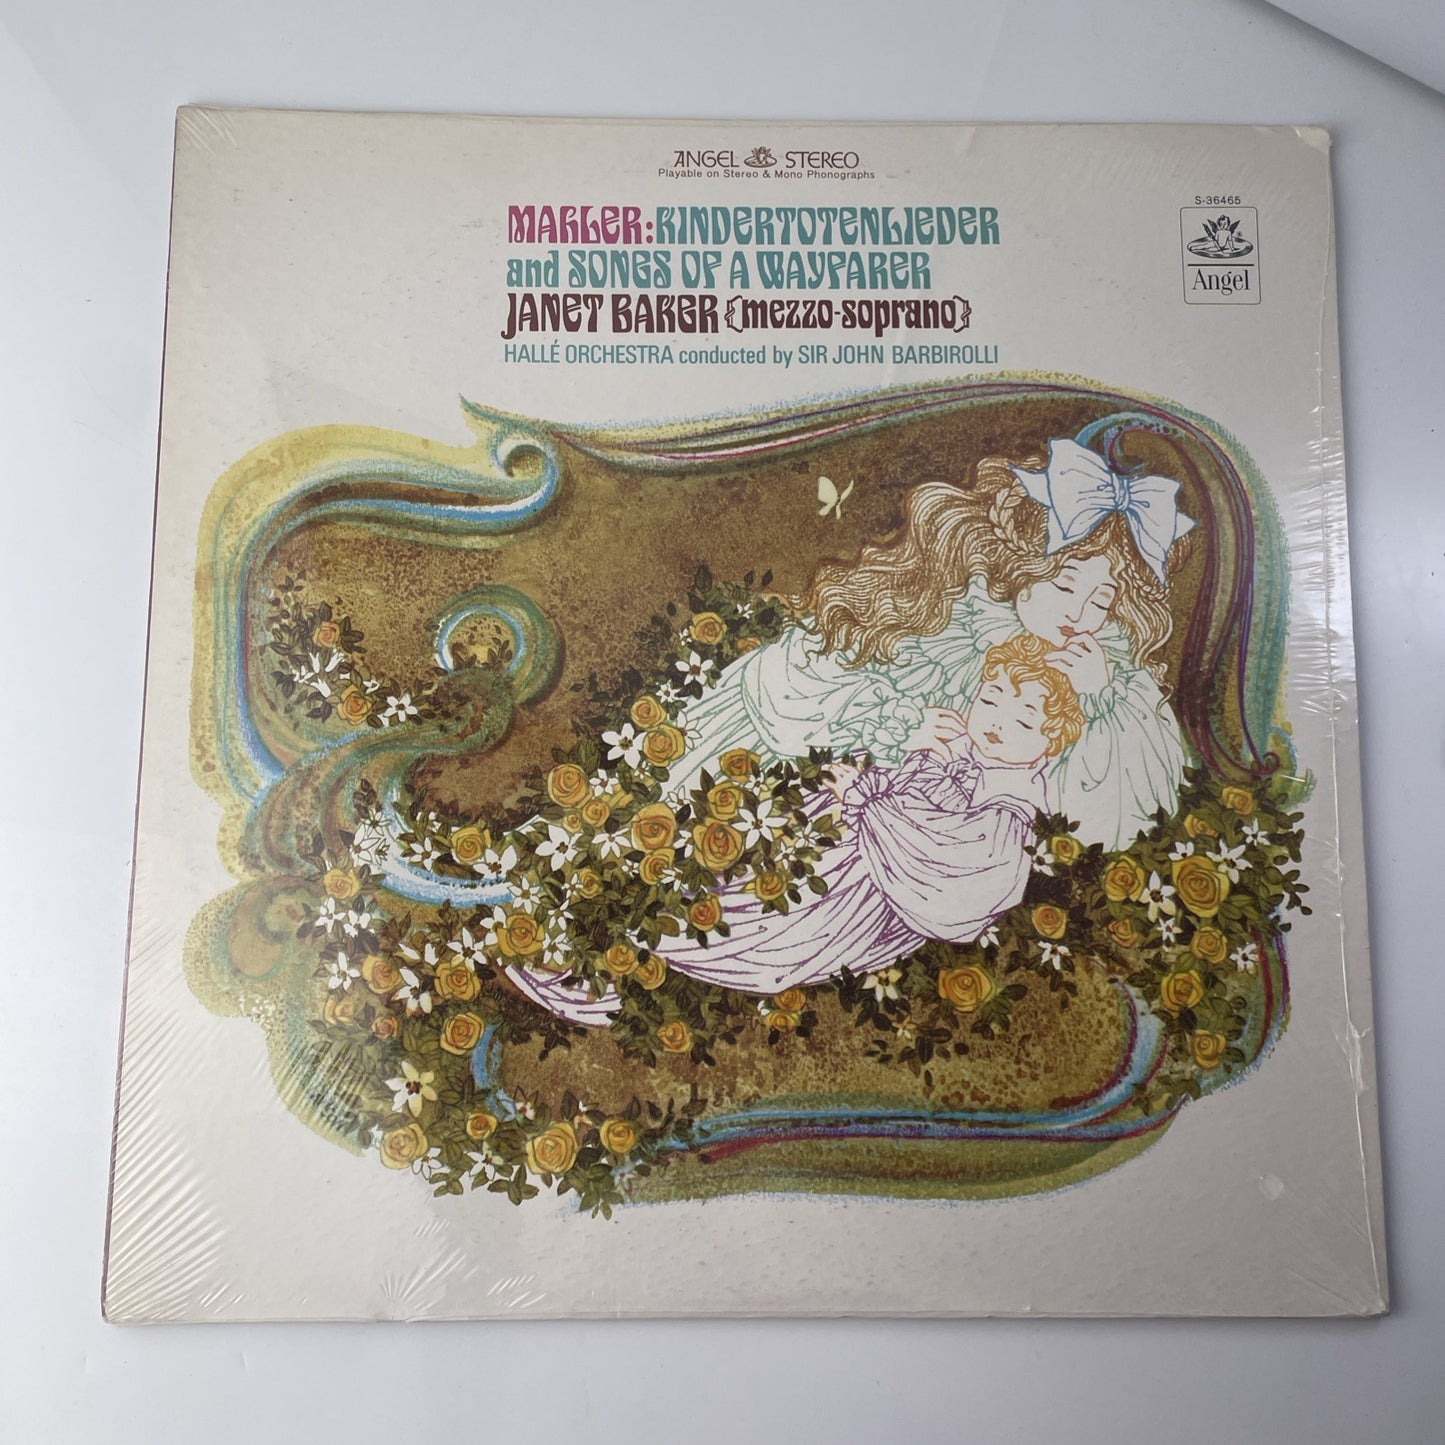 ANGEL STEREO
Playable on Stereo & Mono Phonographs
S-36465
Angel
MAHLER: KINDERTOTENLIEDER
and SONGS OF A WAYFARER
JANET BAKER {mezzo-soprano}
HALLÉ ORCHESTRA conducted by SIR JOHN BARBIROLLI